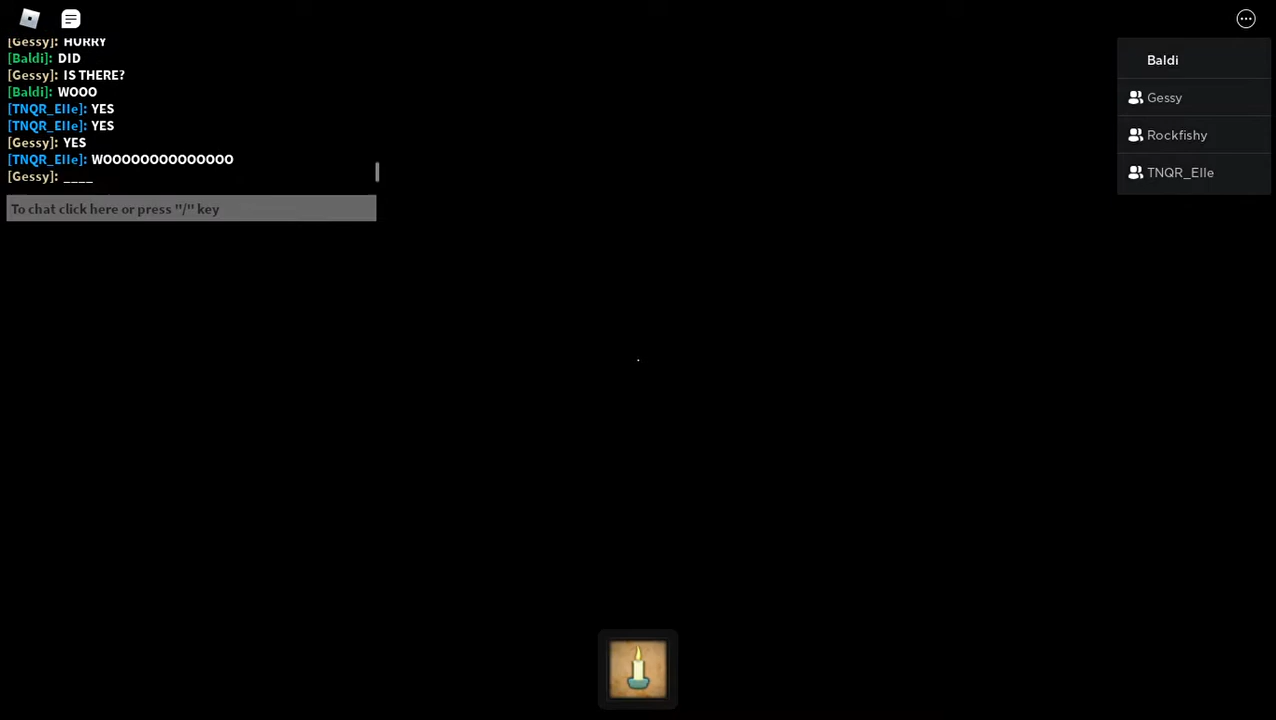 [Gessy]: HURRY
[Baldi]: DID
[Gessy]: IS THERE?
[Baldi]: WOOO
[TNQR_Elle]: YES
[TNQR_Elle]: YES
[Gessy]: YES
[TNQR_Elle]: WOOOOOOOOOOOOOO
[Gessy]: ____
To chat click here or press "/" key
Baldi
Gessy
Rockfishy
TNQR_Elle